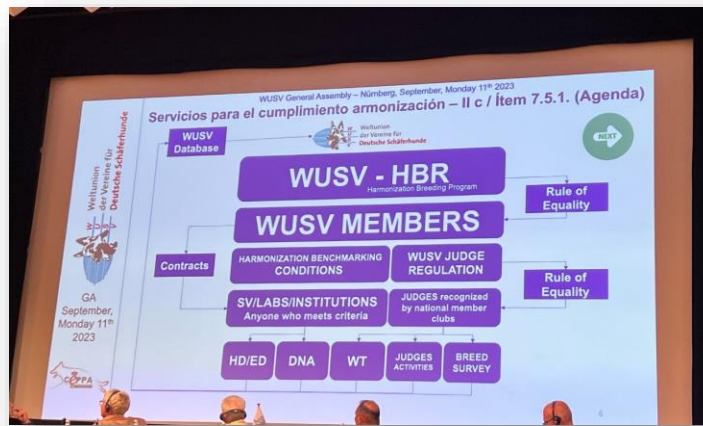 WUSV General Assembly – Nürnberg, September, Monday 11th 2023
Servicios para el cumplimiento armonización – II c / Ítem 7.5.1. (Agenda)
Weltunion
der Vereine für
Deutsche Schäferhunde
WUSV
GA
September,
Monday 11th
2023
WUSV
Database
Weltunion
der Vereine für
Deutsche Schäferhunde
NEXT
WUSV - HBR
Harmonization Breeding Program
Rule of
Equality
WUSV MEMBERS
Contracts
HARMONIZATION BENCHMARKING
CONDITIONS
WUSV JUDGE
REGULATION
Rule of
Equality
SV/LABS/INSTITUTIONS
Anyone who meets criteria
JUDGES recognized
by national member
clubs
HD/ED
DNA
WT
JUDGES
ACTIVITIES
BREED
SURVEY
6